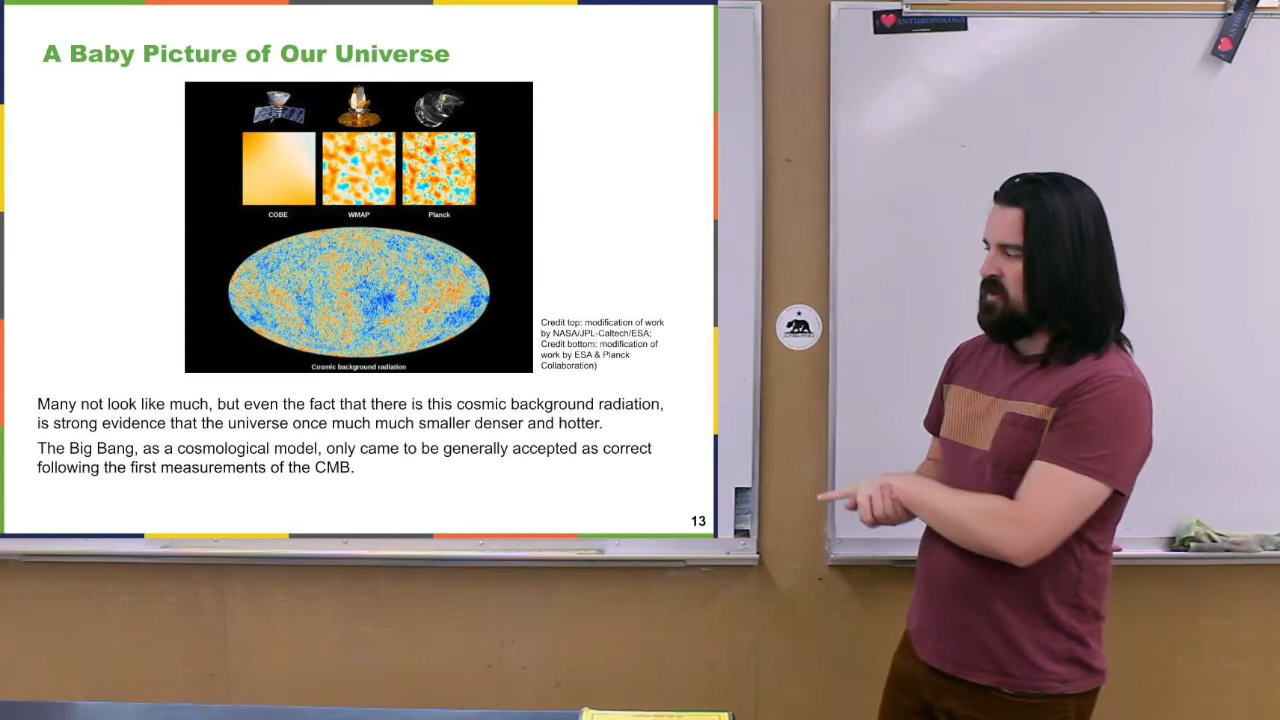 I ❤ ANTHROPOLOGY
A Baby Picture of Our Universe
COBE
WMAP
Planck
Cosmic background radiation
Credit top: modification of work
by NASA/JPL-Caltech/ESA;
Credit bottom: modification of
work by ESA & Planck
Collaboration)
Many not look like much, but even the fact that there is this cosmic background radiation,
is strong evidence that the universe once much much smaller denser and hotter.
The Big Bang, as a cosmological model, only came to be generally accepted as correct
following the first measurements of the CMB.
13